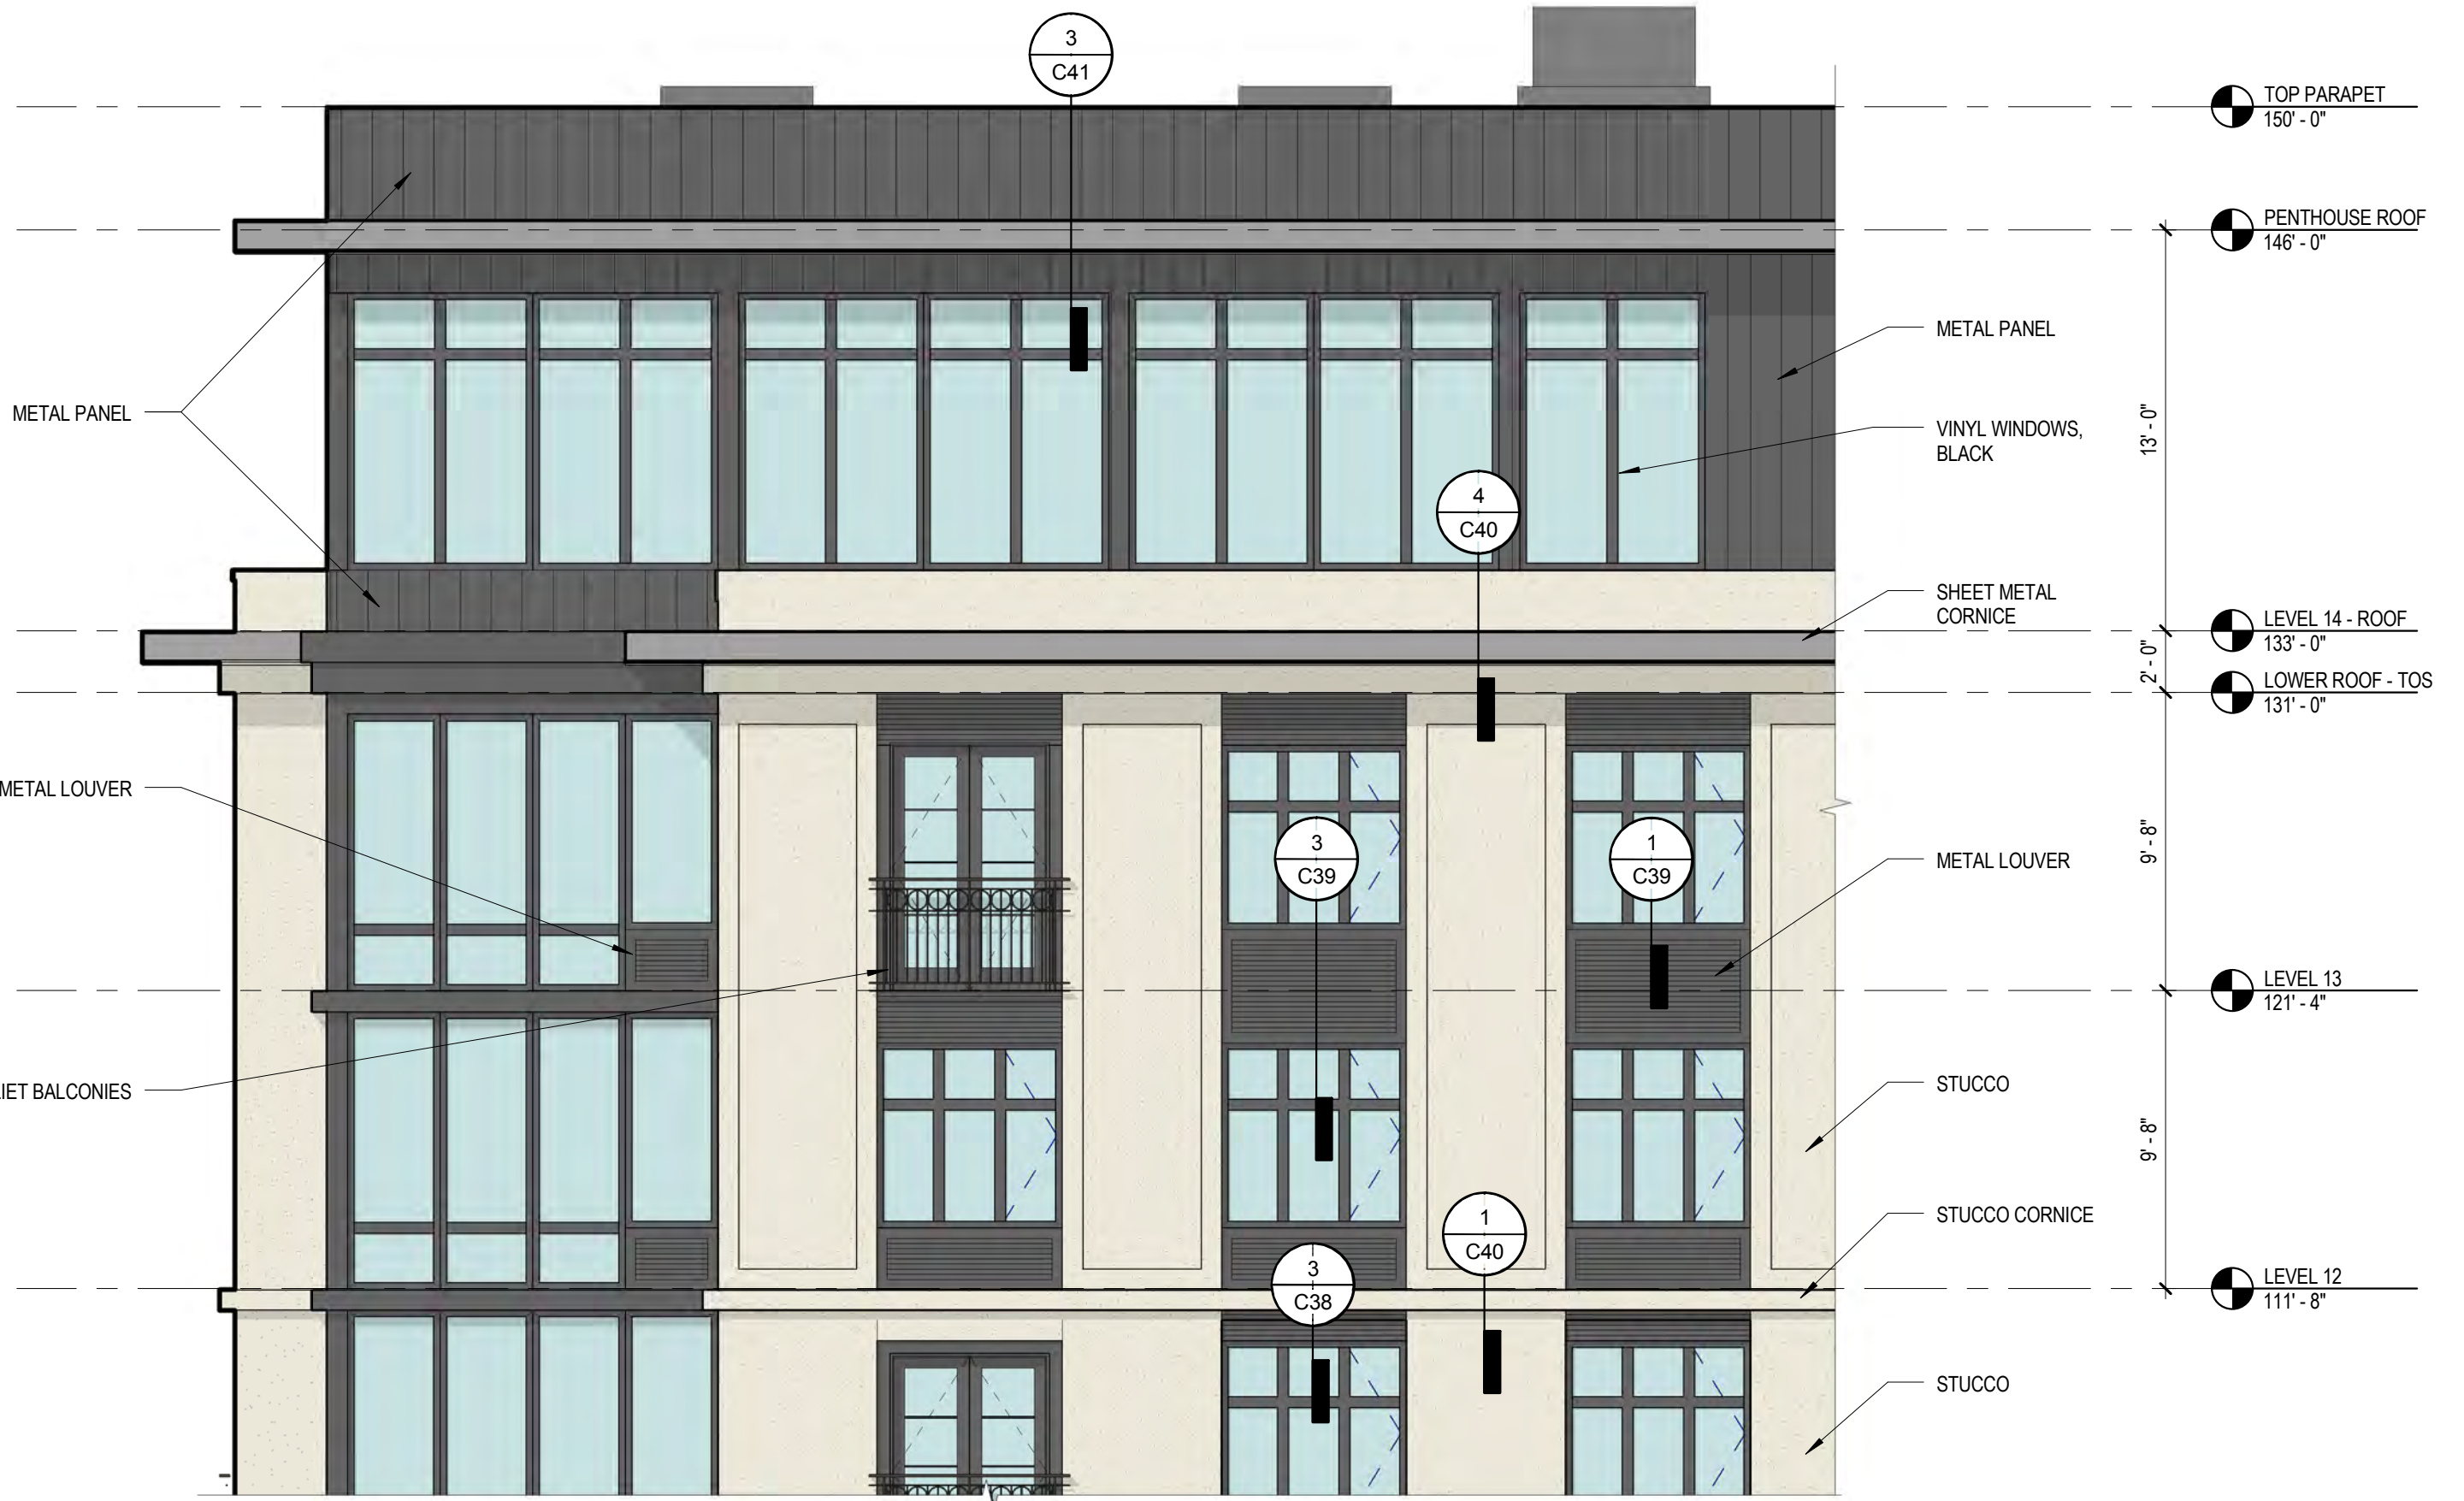 3
C41
TOP PARAPET
150' - 0"
PENTHOUSE ROOF
146' - 0"
METAL PANEL
METAL PANEL
VINYL WINDOWS,
BLACK
13' - 0"
4
C40
SHEET METAL
CORNICE
LEVEL 14 - ROOF
133' - 0"
2' - 0"
LOWER ROOF - TOS
131' - 0"
METAL LOUVER
3
C39
1
C39
9' - 8"
METAL LOUVER
LEVEL 13
121' - 4"
IET BALCONIES
STUCCO
9' - 8"
1
C40
STUCCO CORNICE
3
C38
LEVEL 12
111' - 8"
STUCCO